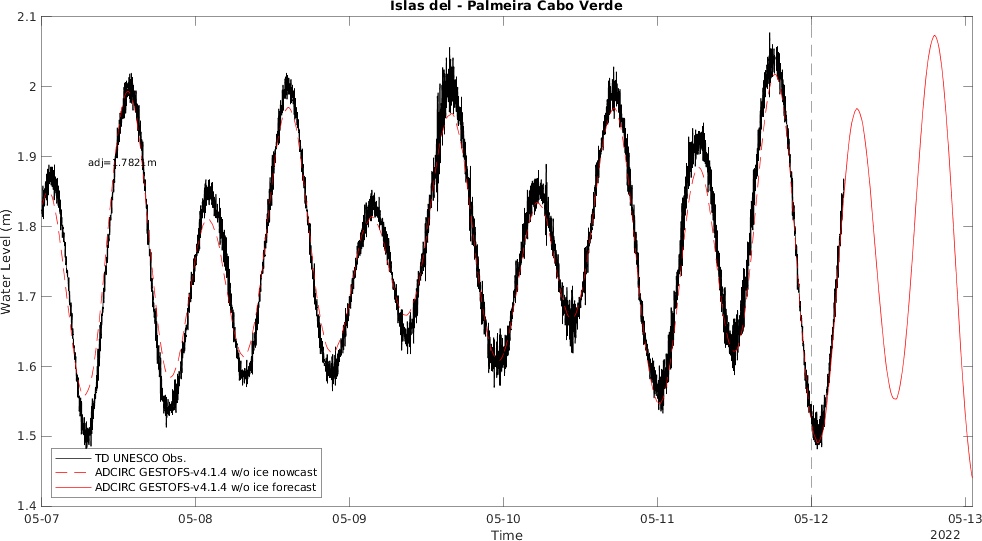 Islas del - Palmeira Cabo Verde
2.1
2
1.9
1.8
1.7
1.6
1.5
1.4
Water Level (m)
adj=1.7821m
TD UNESCO Obs.
ADCIRC GESTOFS-v4.1.4 w/o ice nowcast
ADCIRC GESTOFS-v4.1.4 w/o ice forecast
05-07
05-08
05-09
05-10
05-11
05-12
05-13
Time
2022